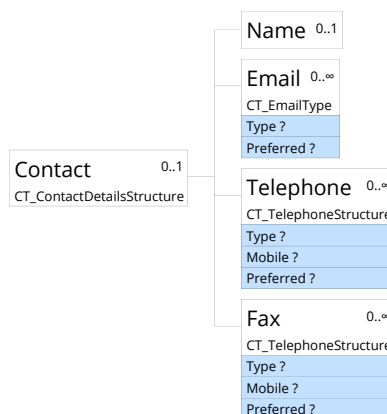 Name 0..1
Email 0..∞
CT_EmailType
Type ?
Preferred ?
Contact 0..1
CT_ContactDetailsStructure
Telephone 0..∞
CT_TelephoneStructure
Type ?
Mobile ?
Preferred ?
Fax 0..∞
CT_TelephoneStructure
Type ?
Mobile ?
Preferred ?